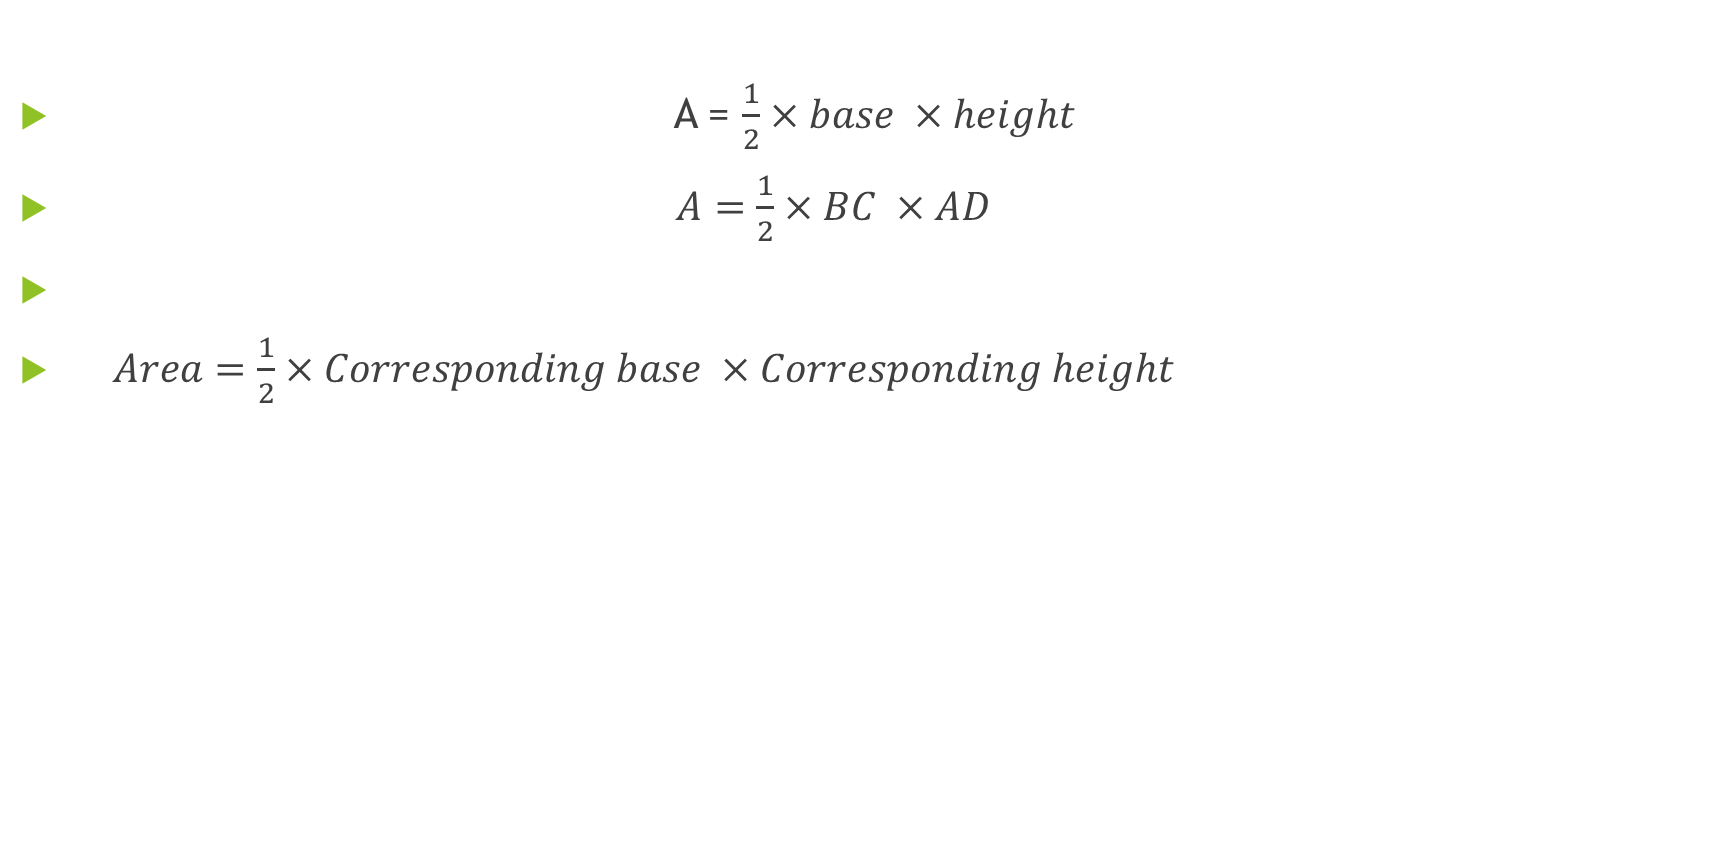 A = 1/2 × base × height
A = 1/2 × BC × AD
Area = 1/2 × Corresponding base × Corresponding height